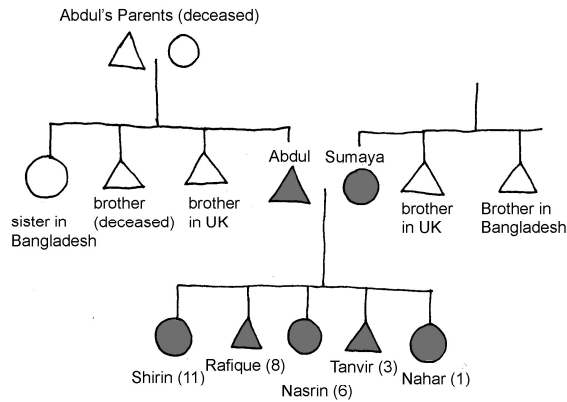 Abdul's Parents (deceased)
Abdul
Sumaya
sister in
Bangladesh
brother
(deceased)
brother
in UK
brother
in UK
Brother in
Bangladesh
Shirin (11)
Rafique (8)
Nasrin (6)
Tanvir (3)
Nahar (1)